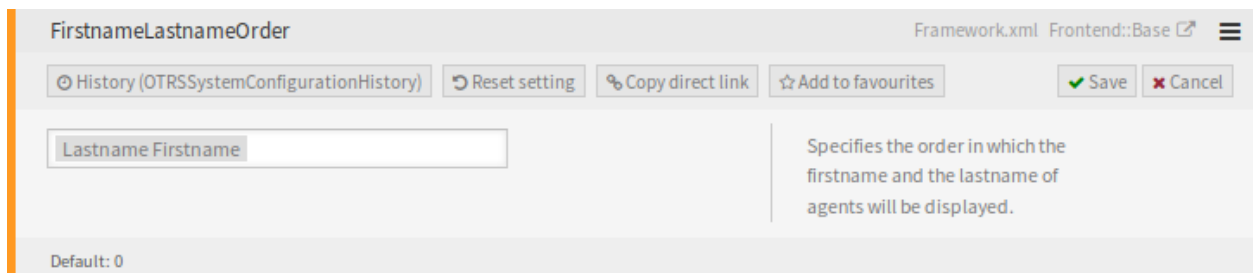 FirstnameLastnameOrder Framework.xml Frontend::Base
History (OTRSSystemConfigurationHistory) Reset setting Copy direct link Add to favourites Save Cancel
Lastname Firstname
Specifies the order in which the
firstname and the lastname of
agents will be displayed.
Default: 0